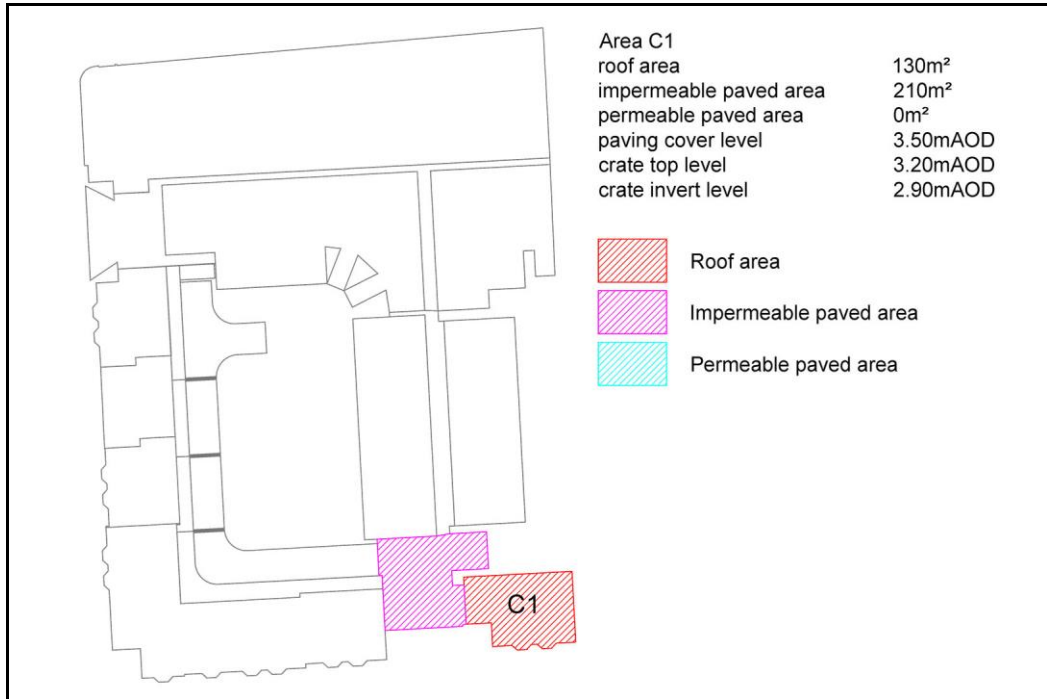 Area C1
roof area 130m²
impermeable paved area 210m²
permeable paved area 0m²
paving cover level 3.50mAOD
crate top level 3.20mAOD
crate invert level 2.90mAOD
Roof area
Impermeable paved area
Permeable paved area
C1